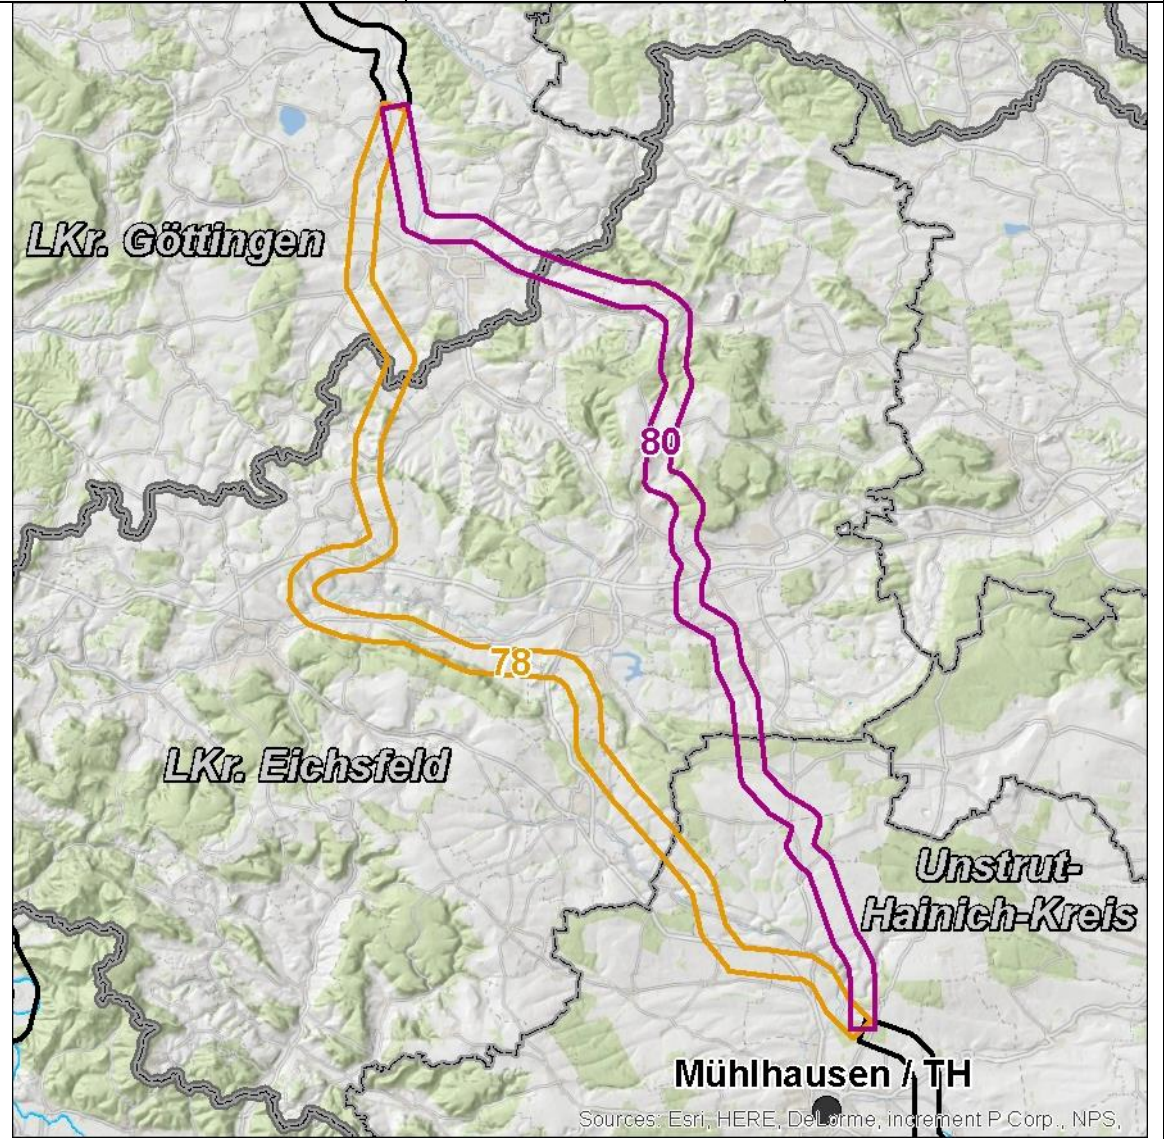 LKr. Göttingen
80
78
LKr. Eichsfeld
Unstrut-
Hainich-Kreis
Mühlhausen / TH
Sources: Esri, HERE, DeLorme, increment P Corp., NPS,